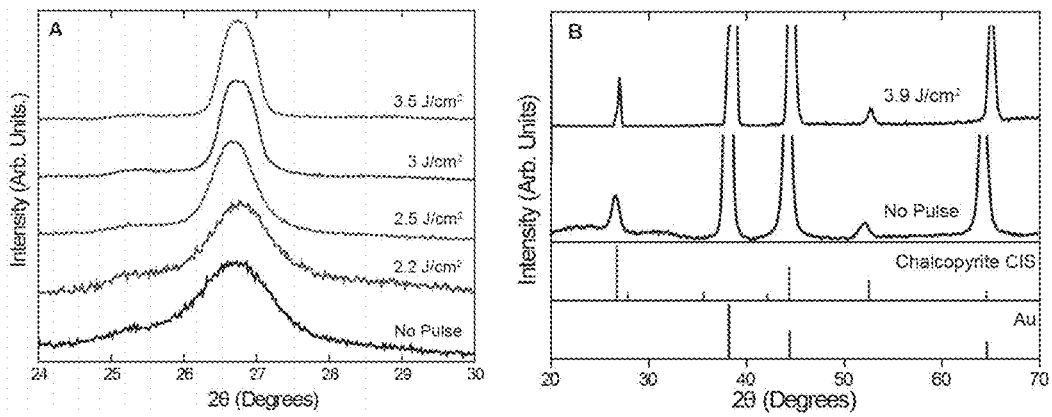 A
3.5 J/cm²
3 J/cm²
2.5 J/cm²
2.2 J/cm²
No Pulse
Intensity (Arb. Units.)
24 25 26 27 28 29 30
2θ (Degrees)
B
3.9 J/cm²
No Pulse
Chalcopyrite CIS
Au
Intensity (Arb. Units)
20 30 40 50 60 70
2θ (Degrees)